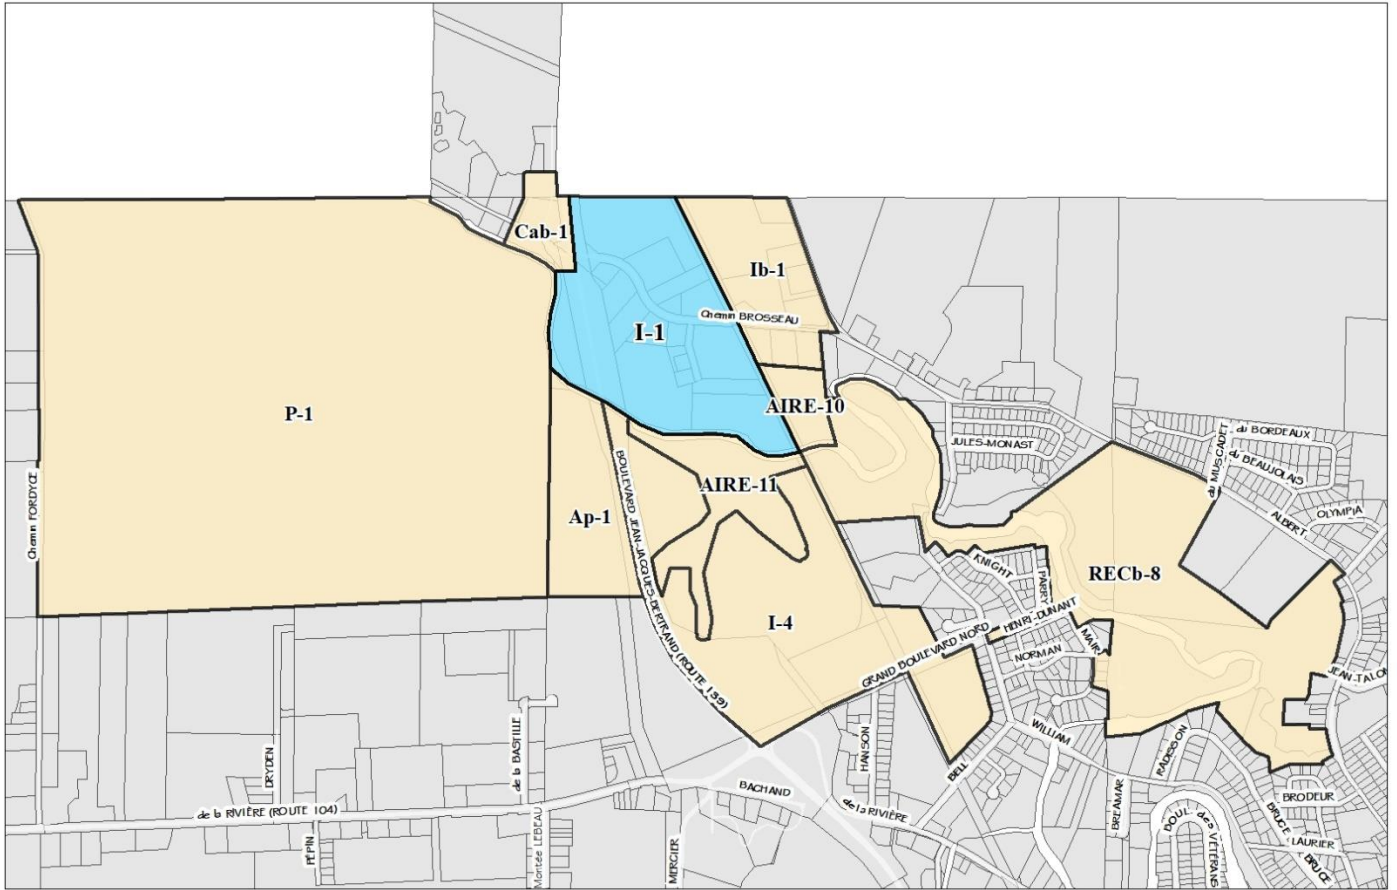 Cab-1
Ib-1
Chemin BROSSEAU
I-1
P-1
AIRE-10
JULES-MONAST
du MUSCADET
du BORDEAUX
du BEAUJOLAIS
ALBERT
OLYMPIA
Chemin FORDYCE
BOULEVARD JEAN-JACQUES-BERTRAND (ROUTE 139)
AIRE-11
Ap-1
KNIGHT
PARRY
RECb-8
HENRI-DUNANT
I-4
GRAND BOULEVARD NORD
MAIR
NORMAN
JEAN-TALON
DRYDEN
de la BASTILLE
HANSON
WILLIAM
RADISSON
BELL
BACHAND
de la RIVIÈRE
de la RIVIÈRE (ROUTE 104)
BRODEUR
BREAMAR
BRUCE
LAURIER
BRUCE
DOUL.
des VÉTÉRANS
PÉPIN
Montée LEBEAU
MERCIER